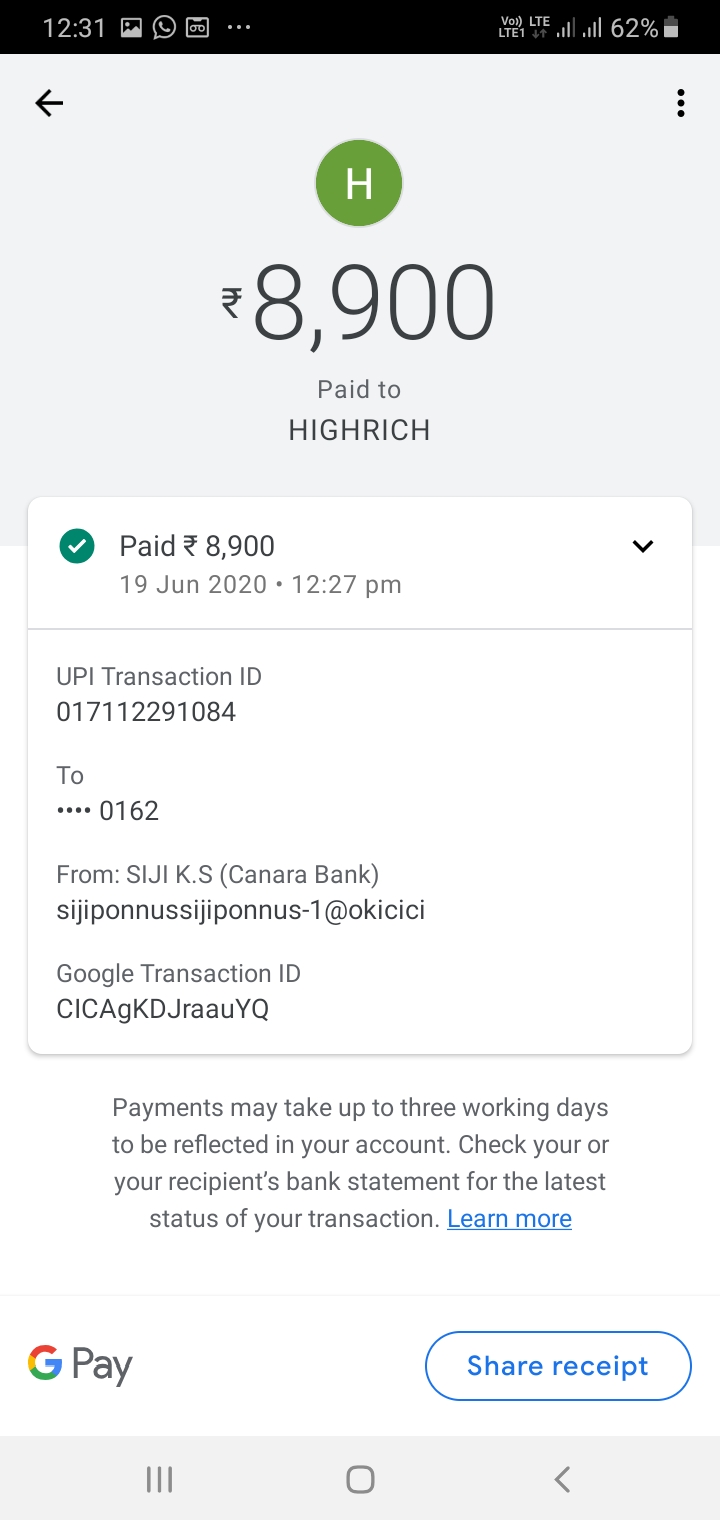 12:31 ... Vo)) LTE LTE1 62%
H
₹8,900
Paid to
HIGHRICH
Paid ₹ 8,900
19 Jun 2020 • 12:27 pm
UPI Transaction ID
017112291084
To
•••• 0162
From: SIJI K.S (Canara Bank)
sijiponnussijiponnus-1@okicici
Google Transaction ID
CICAgKDJraauYQ
Payments may take up to three working days
to be reflected in your account. Check your or
your recipient’s bank statement for the latest
status of your transaction. Learn more
G Pay
Share receipt